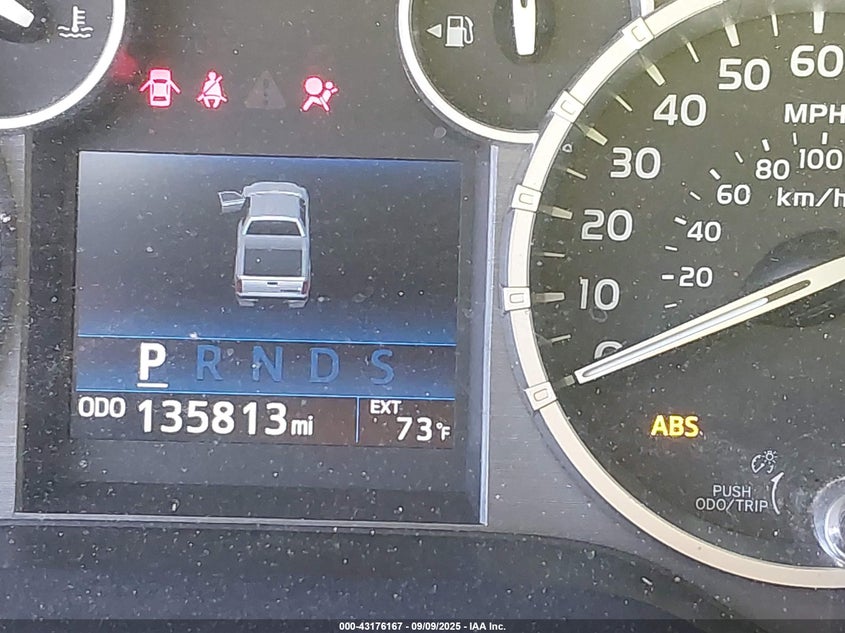 60
50
40
MPH
30
100
80
60
km/h
20
40
20
10
0
P R N D S
ODO 135813 mi
EXT
73°F
ABS
PUSH
ODO/TRIP
000-43176167 - 09/09/2025 - IAA Inc.